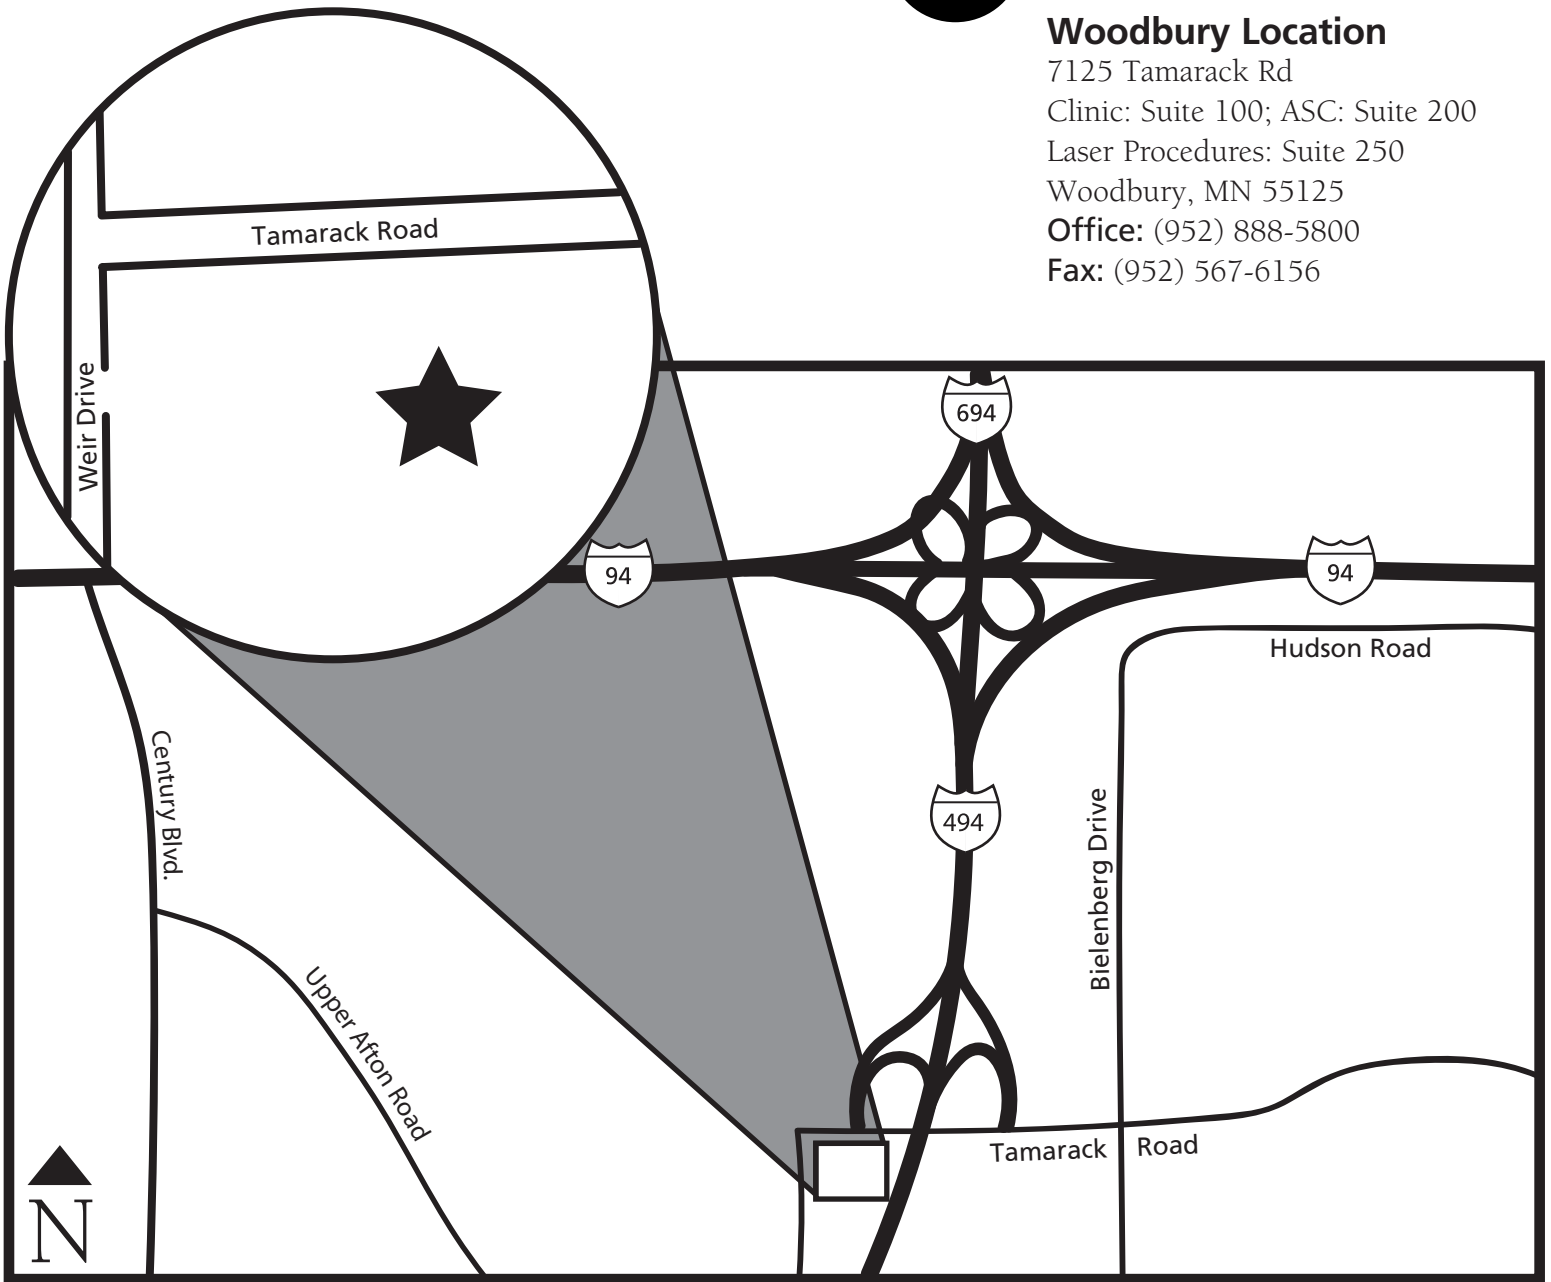 Woodbury Location
7125 Tamarack Rd
Clinic: Suite 100; ASC: Suite 200
Laser Procedures: Suite 250
Woodbury, MN 55125
Office: (952) 888-5800
Fax: (952) 567-6156
Tamarack Road
Weir Drive
694
94
94
Hudson Road
Century Blvd.
494
Bielenberg Drive
Upper Afton Road
Tamarack Road
N